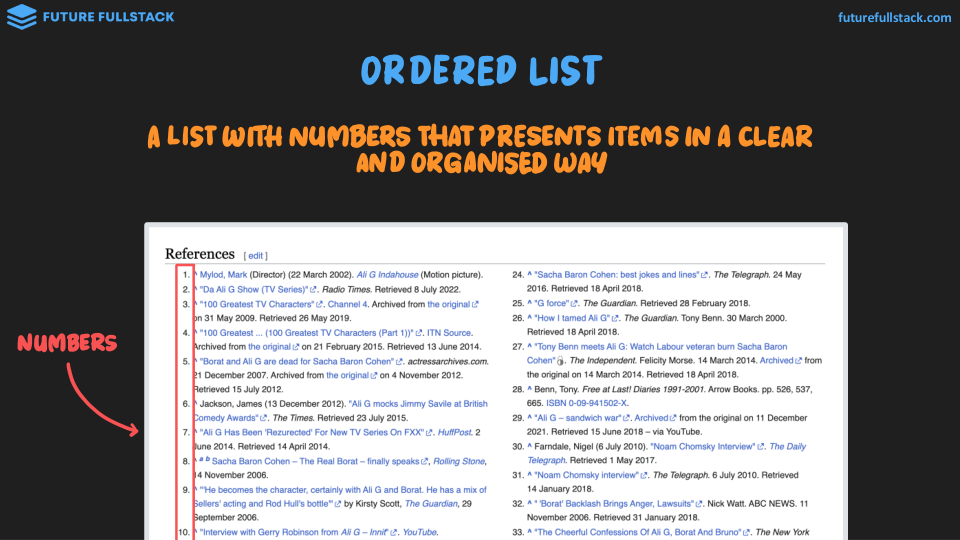 FUTURE FULLSTACK
futurefullstack.com
ORDERED LIST
A LIST WITH NUMBERS THAT PRESENTS ITEMS IN A CLEAR
AND ORGANISED WAY
NUMBERS
References [ edit ]
1. ^ Mylod, Mark (Director) (22 March 2002). Ali G Indahouse (Motion picture).
2. ^ "Da Ali G Show (TV Series)". Radio Times. Retrieved 8 July 2022.
3. ^ "100 Greatest TV Characters". Channel 4. Archived from the original
on 31 May 2009. Retrieved 26 May 2019.
4. ^ "100 Greatest ... (100 Greatest TV Characters (Part 1))". ITN Source.
Archived from the original on 21 February 2015. Retrieved 13 June 2014.
5. ^ "Borat and Ali G are dead for Sacha Baron Cohen". actressarchives.com.
21 December 2007. Archived from the original on 4 November 2012.
Retrieved 15 July 2012.
6. ^ Jackson, James (13 December 2012). "Ali G mocks Jimmy Savile at British
Comedy Awards". The Times. Retrieved 23 July 2015.
7. ^ "Ali G Has Been 'Rezurected' For New TV Series On FXX". HuffPost. 2
June 2014. Retrieved 14 April 2014.
8. ^ a b Sacha Baron Cohen – The Real Borat – finally speaks, Rolling Stone,
14 November 2006.
9. ^ "'He becomes the character, certainly with Ali G and Borat. He has a mix of
Sellers' acting and Rod Hull's bottle'" by Kirsty Scott, The Guardian, 29
September 2006.
10. ^ "Interview with Gerry Robinson from Ali G – Innit". YouTube.
24. ^ "Sacha Baron Cohen: best jokes and lines". The Telegraph. 24 May
2016. Retrieved 18 April 2018.
25. ^ "G force". The Guardian. Retrieved 28 February 2018.
26. ^ "How I tamed Ali G". The Guardian. Tony Benn. 30 March 2000.
Retrieved 18 April 2018.
27. ^ "Tony Benn meets Ali G: Watch Labour veteran burn Sacha Baron
Cohen". The Independent. Felicity Morse. 14 March 2014. Archived from
the original on 14 March 2014. Retrieved 18 April 2018.
28. ^ Benn, Tony. Free at Last! Diaries 1991-2001. Arrow Books. pp. 526, 537,
665. ISBN 0-09-941502-X.
29. ^ "Ali G – sandwich war". Archived from the original on 11 December
2021. Retrieved 15 June 2018 – via YouTube.
30. ^ Farndale, Nigel (6 July 2010). "Noam Chomsky Interview". The Daily
Telegraph. Retrieved 1 May 2017.
31. ^ "Noam Chomsky interview". The Telegraph. 6 July 2010. Retrieved
14 January 2018.
32. ^ " 'Borat' Backlash Brings Anger, Lawsuits". Nick Watt. ABC NEWS. 11
November 2006. Retrieved 31 January 2018.
33. ^ "The Cheerful Confessions Of Ali G, Borat And Bruno". The New York